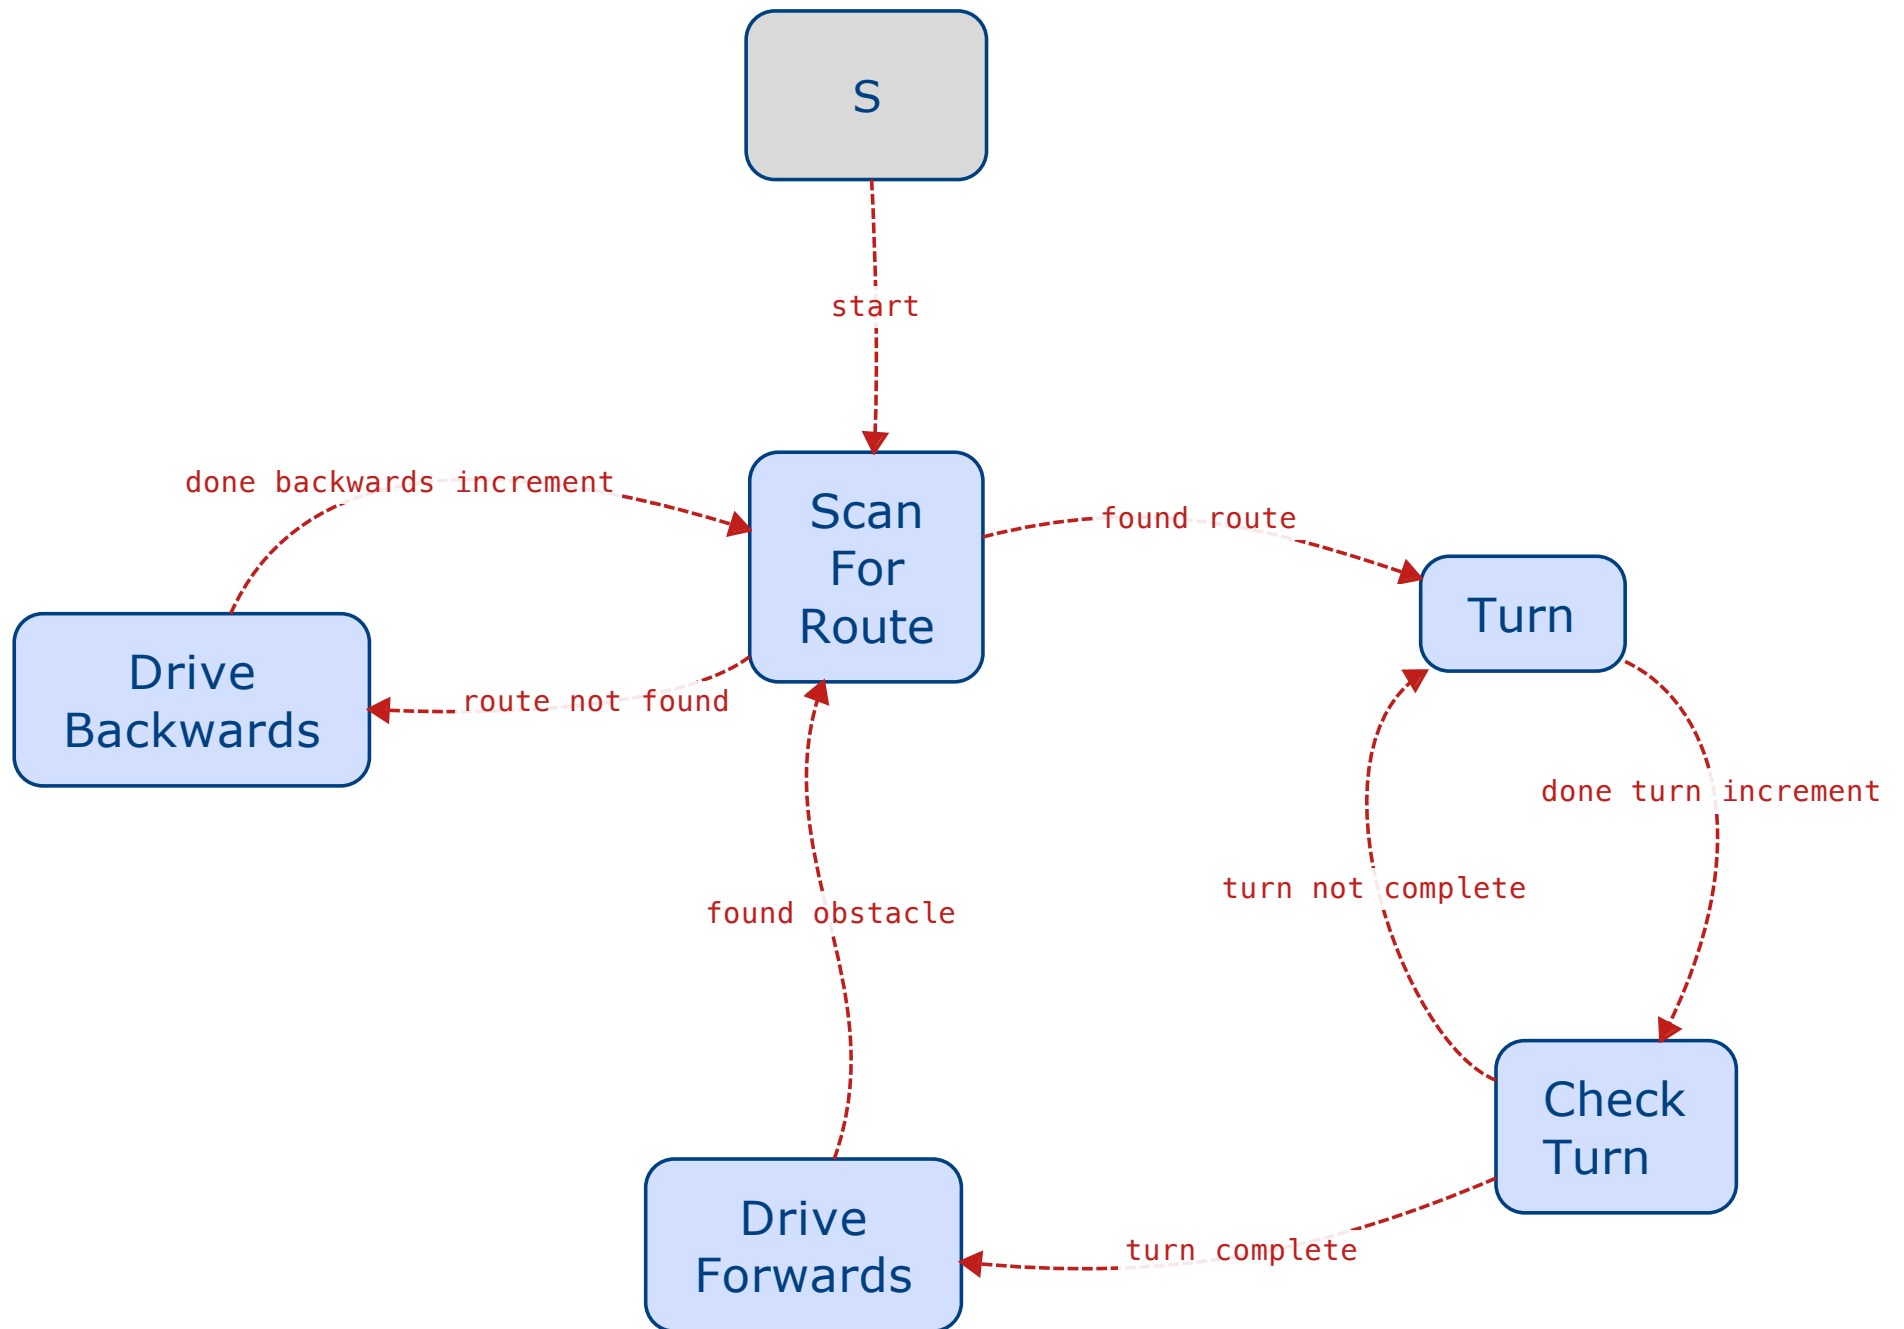 S
start
done backwards increment
Scan
For
Route
found route
Turn
Drive
Backwards
route not found
done turn increment
turn not complete
found obstacle
Check
Turn
Drive
Forwards
turn complete